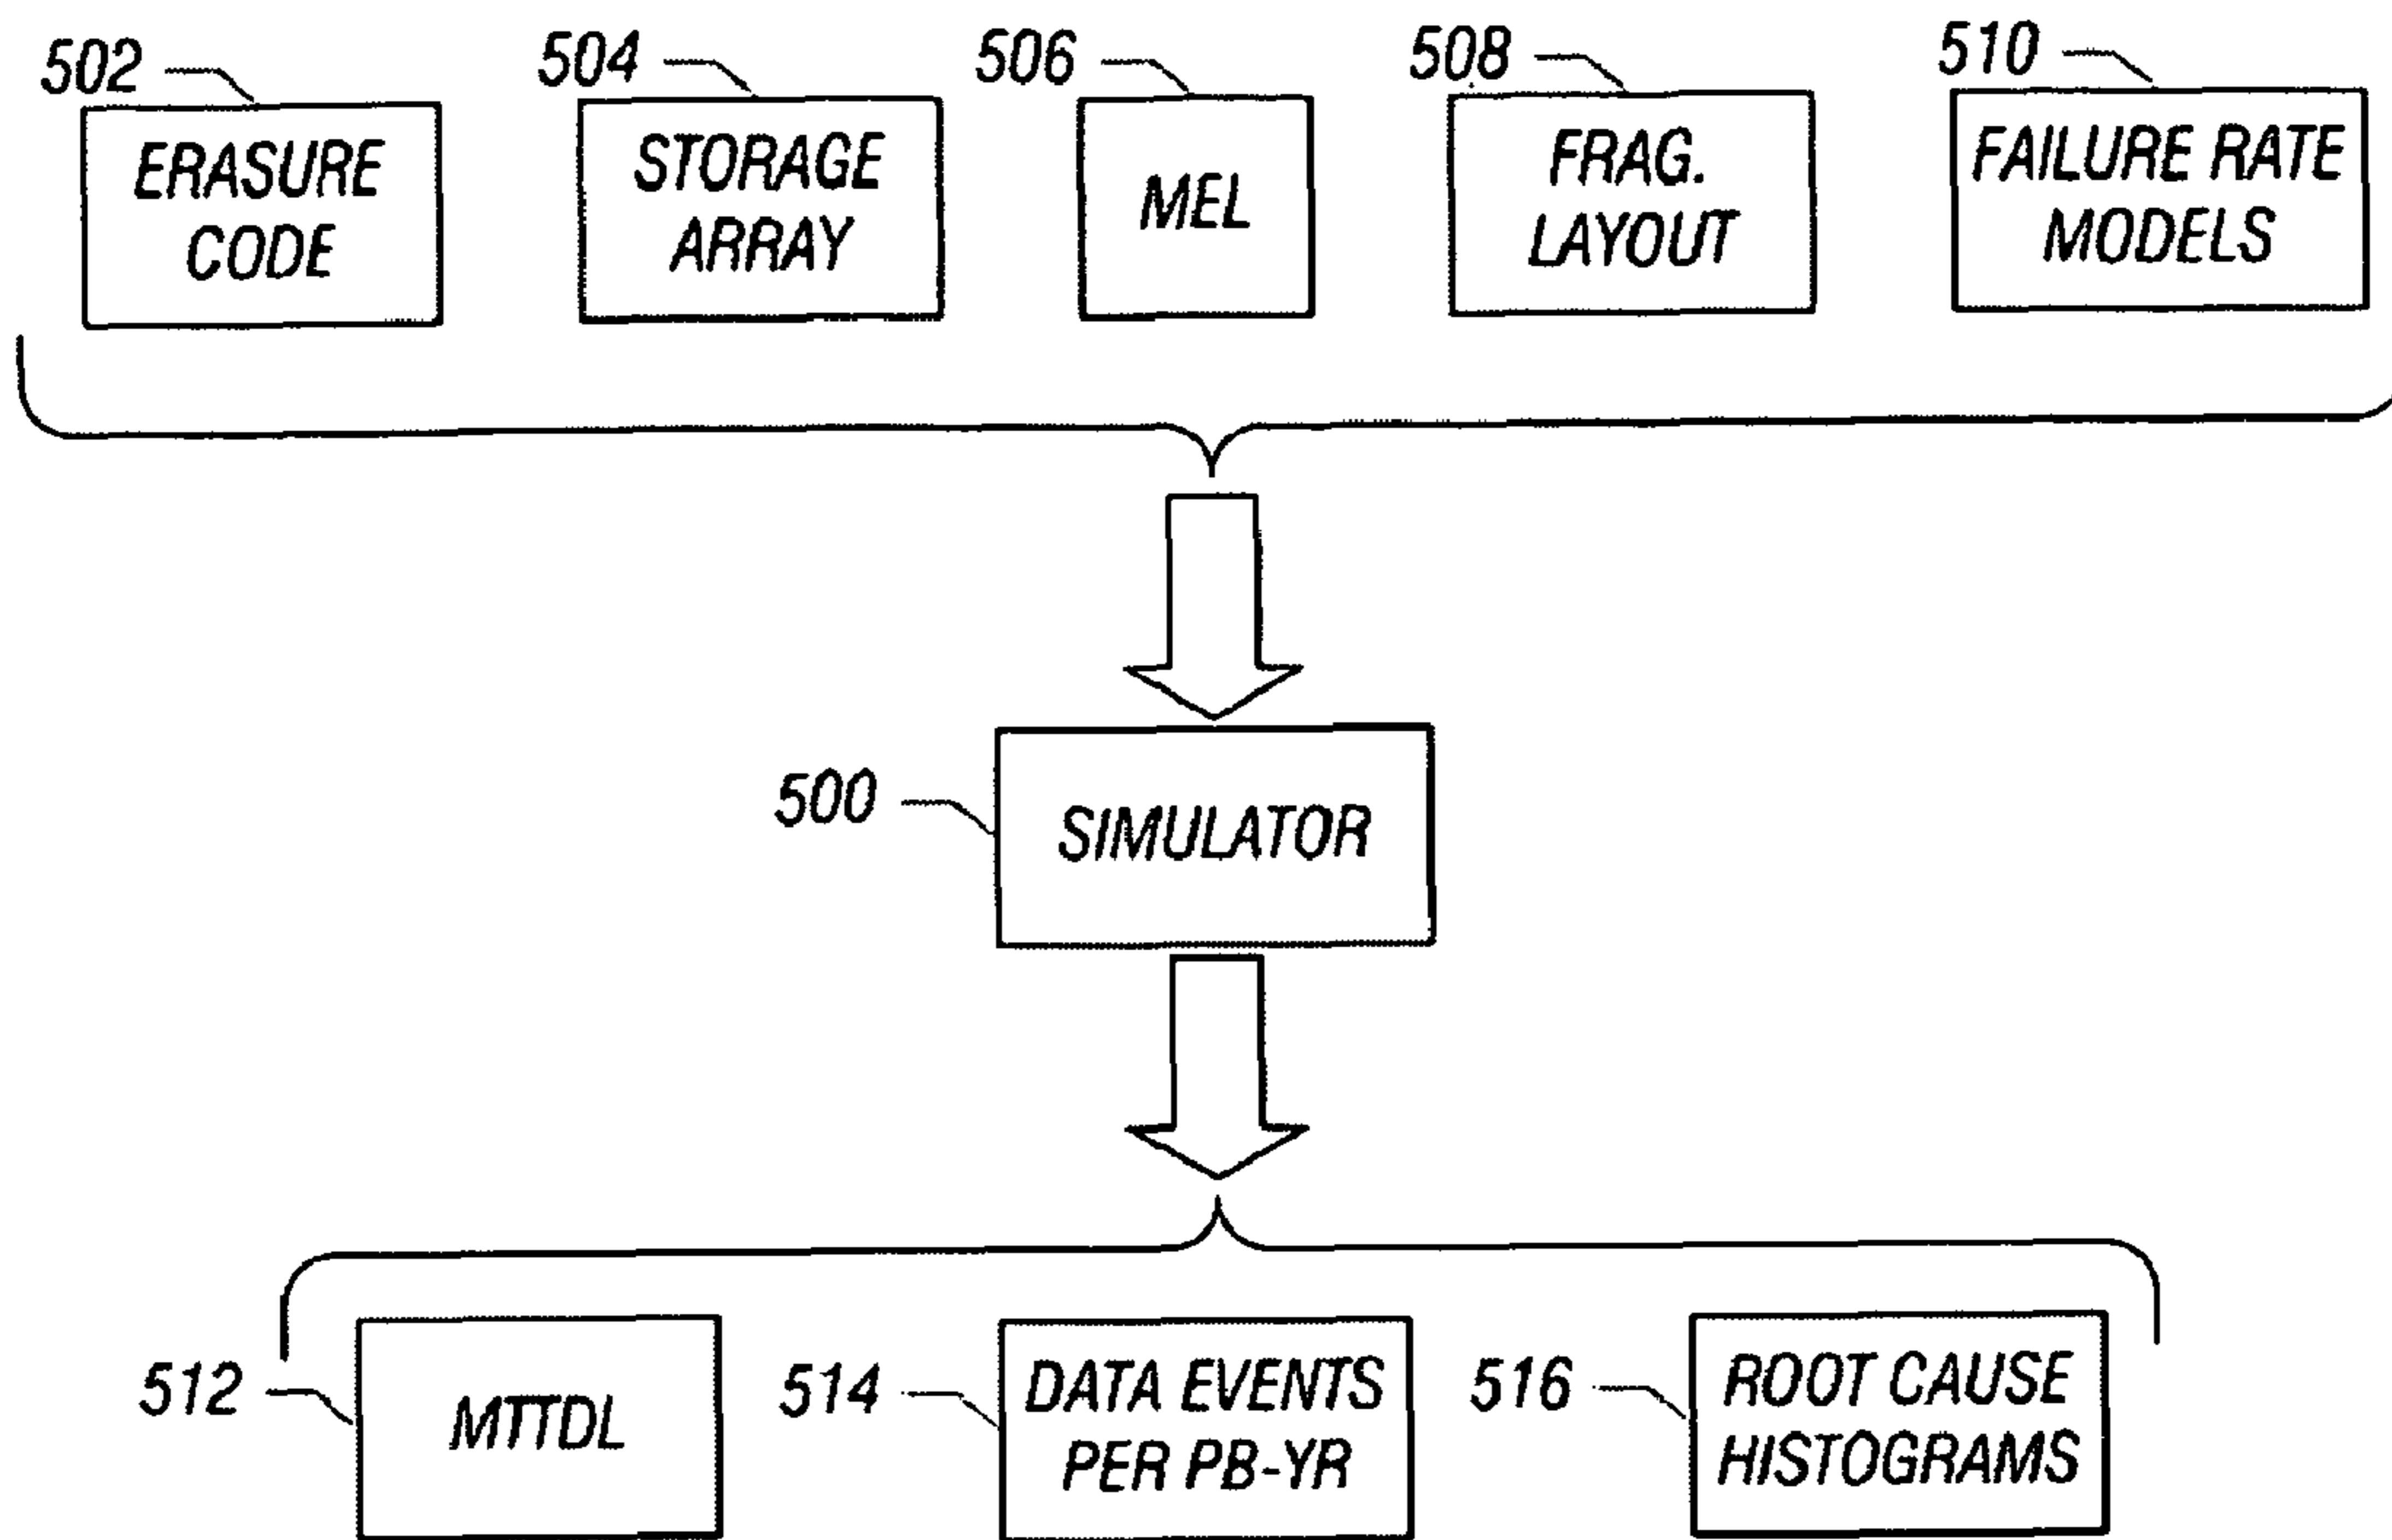 502
504
506
508
510
ERASURE
CODE
STORAGE
ARRAY
MEL
FRAG.
LAYOUT
FAILURE RATE
MODELS
500
SIMULATOR
512
MTTDL
514
DATA EVENTS
PER PB-YR
516
ROOT CAUSE
HISTOGRAMS